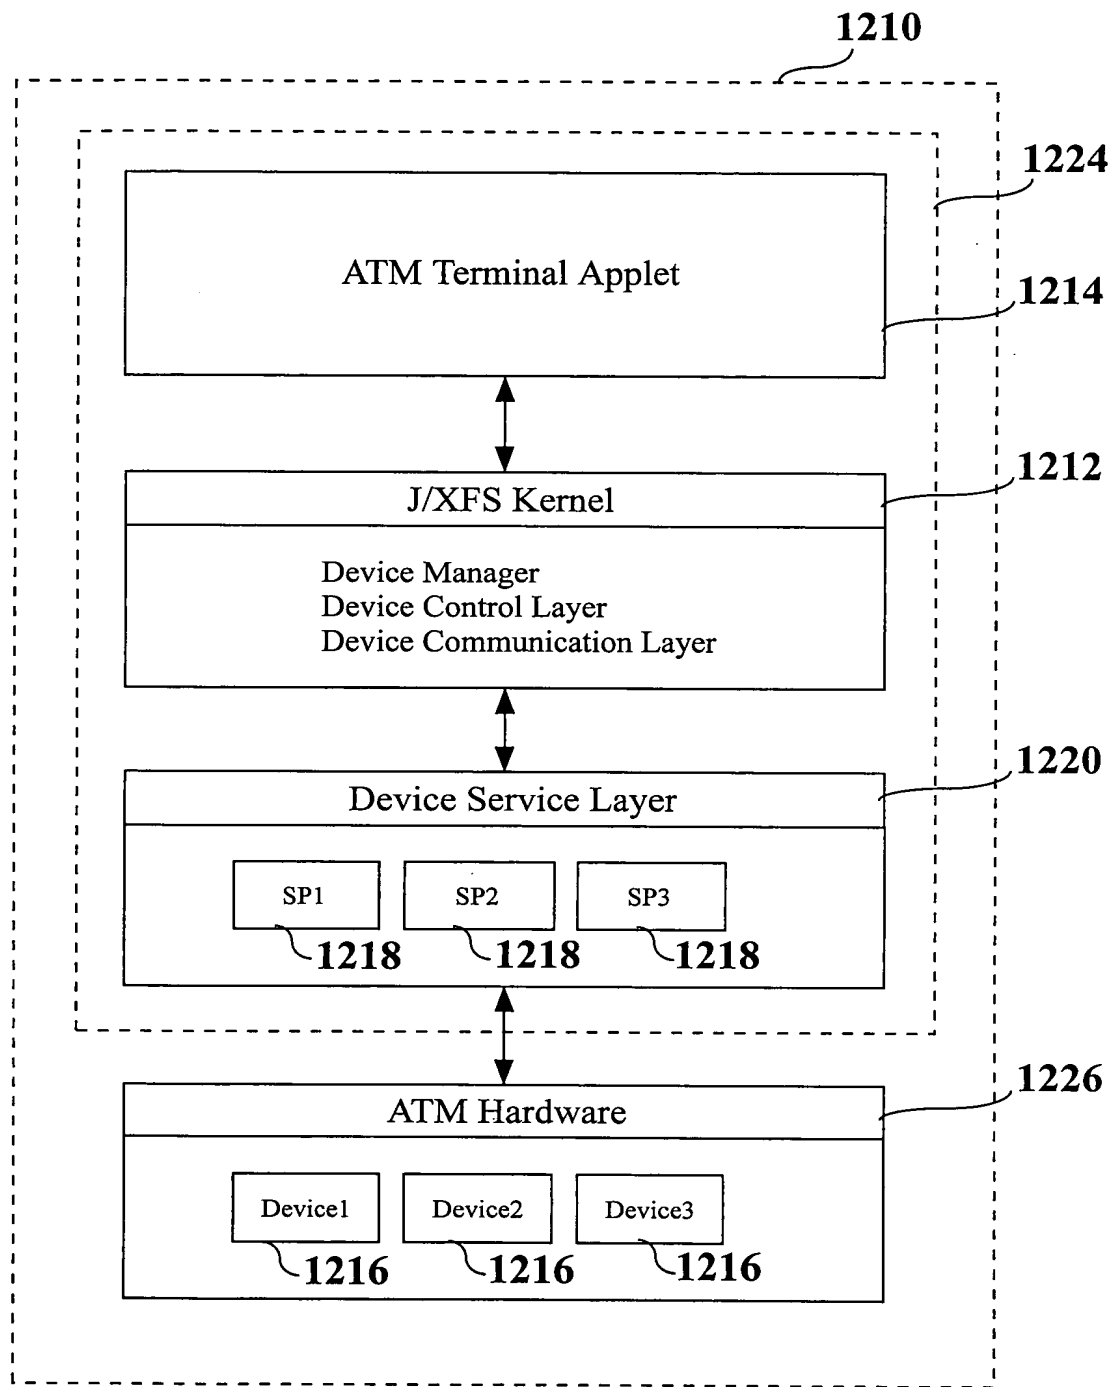 1210
1224
ATM Terminal Applet
1214
1212
J/XFS Kernel
Device Manager
Device Control Layer
Device Communication Layer
1220
Device Service Layer
SP1
SP2
SP3
1218
1218
1218
1226
ATM Hardware
Device1
Device2
Device3
1216
1216
1216